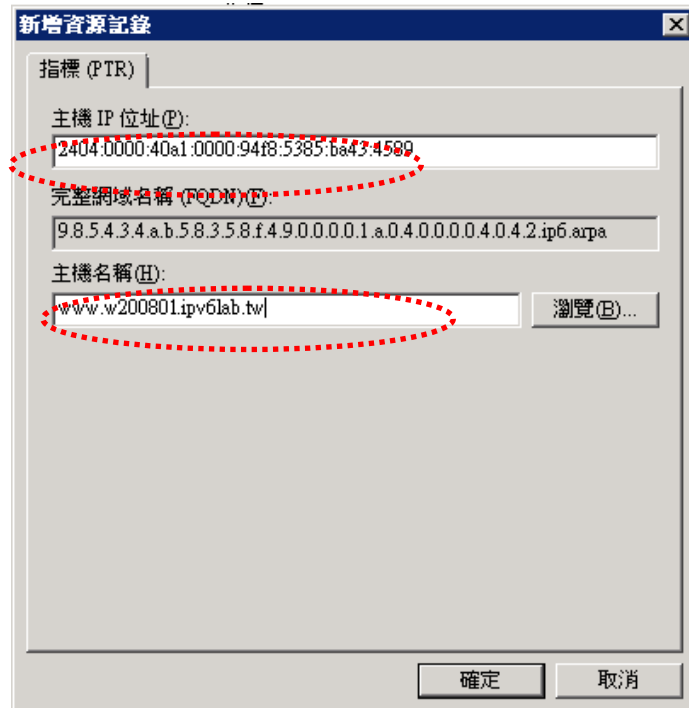 新增資源記錄
指標 (PTR)
主機 IP 位址(P):
2404:0000:40a1:0000:94f8:5385:ba43:4589
完整網域名稱 (FQDN)(F):
9.8.5.4.3.4.a.b.5.8.3.5.8.f.4.9.0.0.0.0.1.a.0.4.0.0.0.0.4.0.4.2.ip6.arpa
主機名稱(H):
www.w200801.ipv6lab.tw
瀏覽(B)...
確定
取消